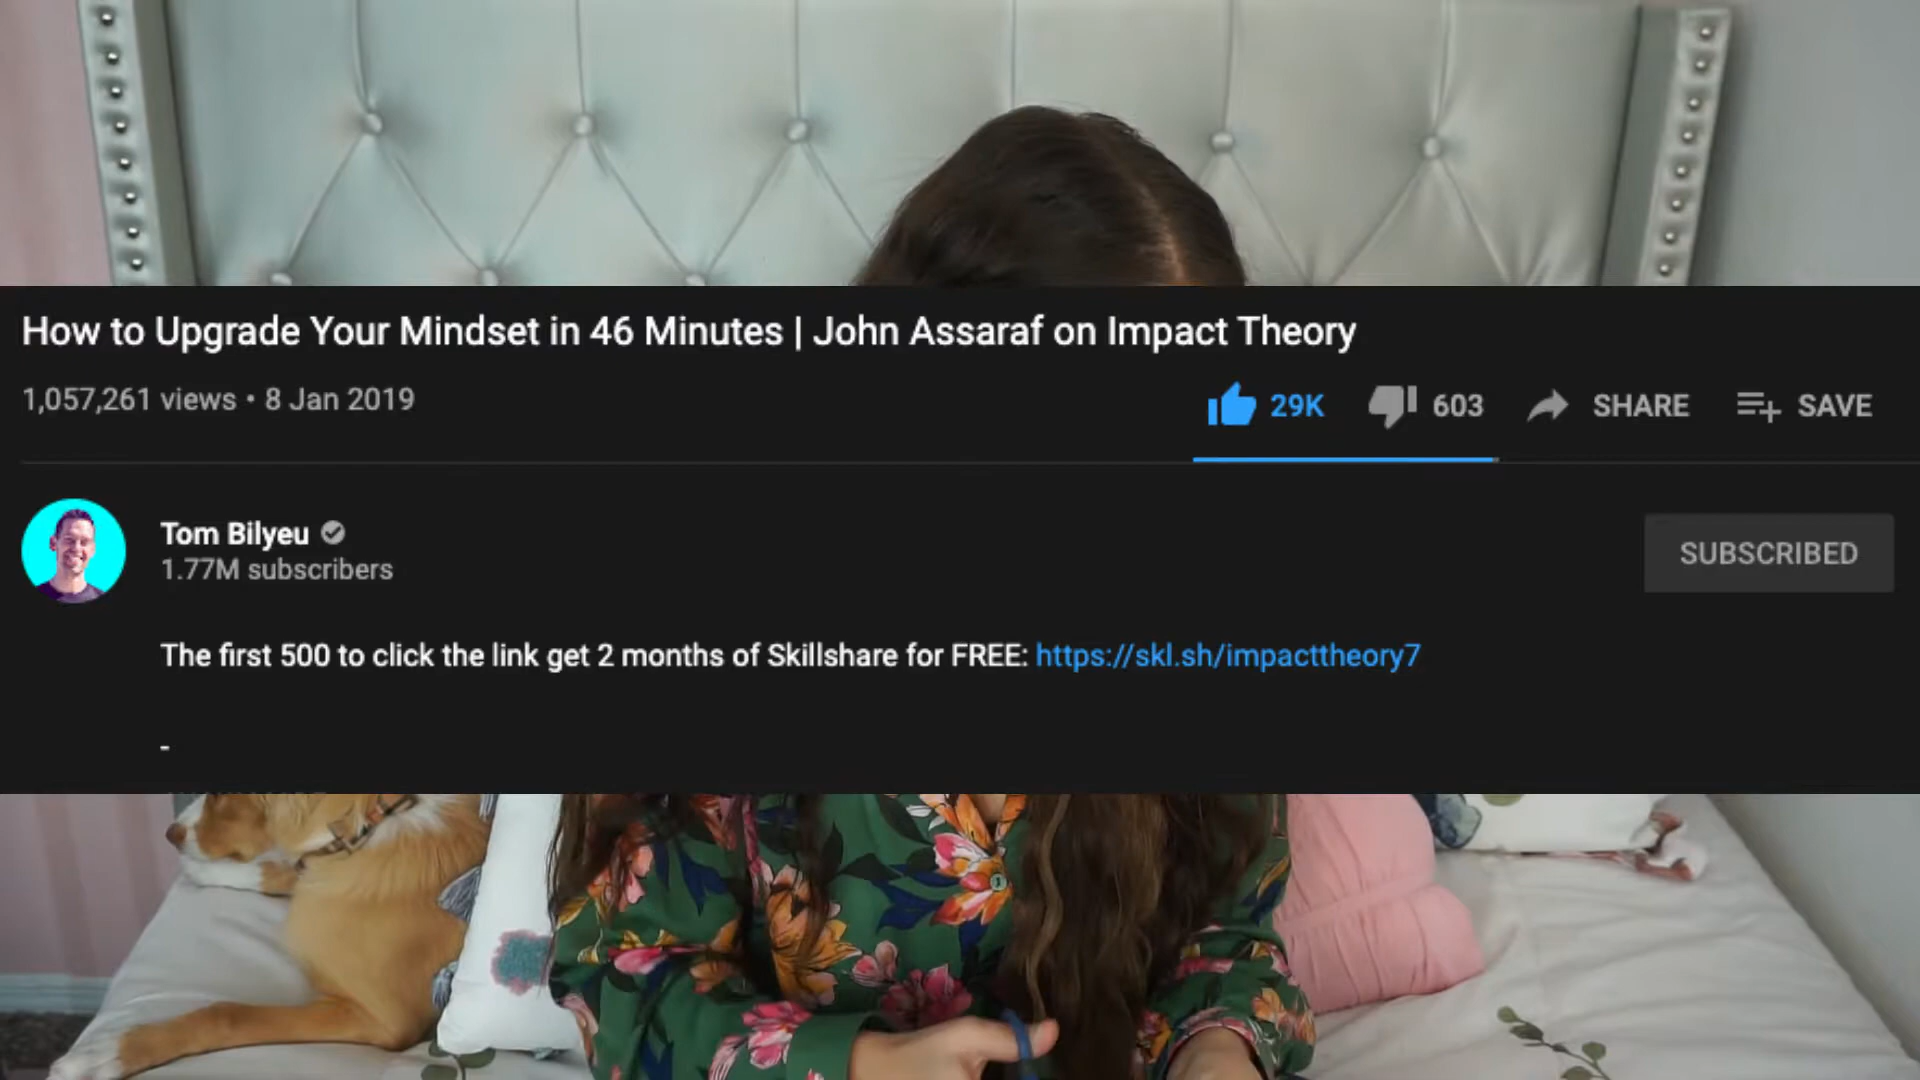 How to Upgrade Your Mindset in 46 Minutes | John Assaraf on Impact Theory
1,057,261 views • 8 Jan 2019
29K 603 SHARE SAVE
Tom Bilyeu
1.77M subscribers
SUBSCRIBED
The first 500 to click the link get 2 months of Skillshare for FREE: https://skl.sh/impacttheory7
-